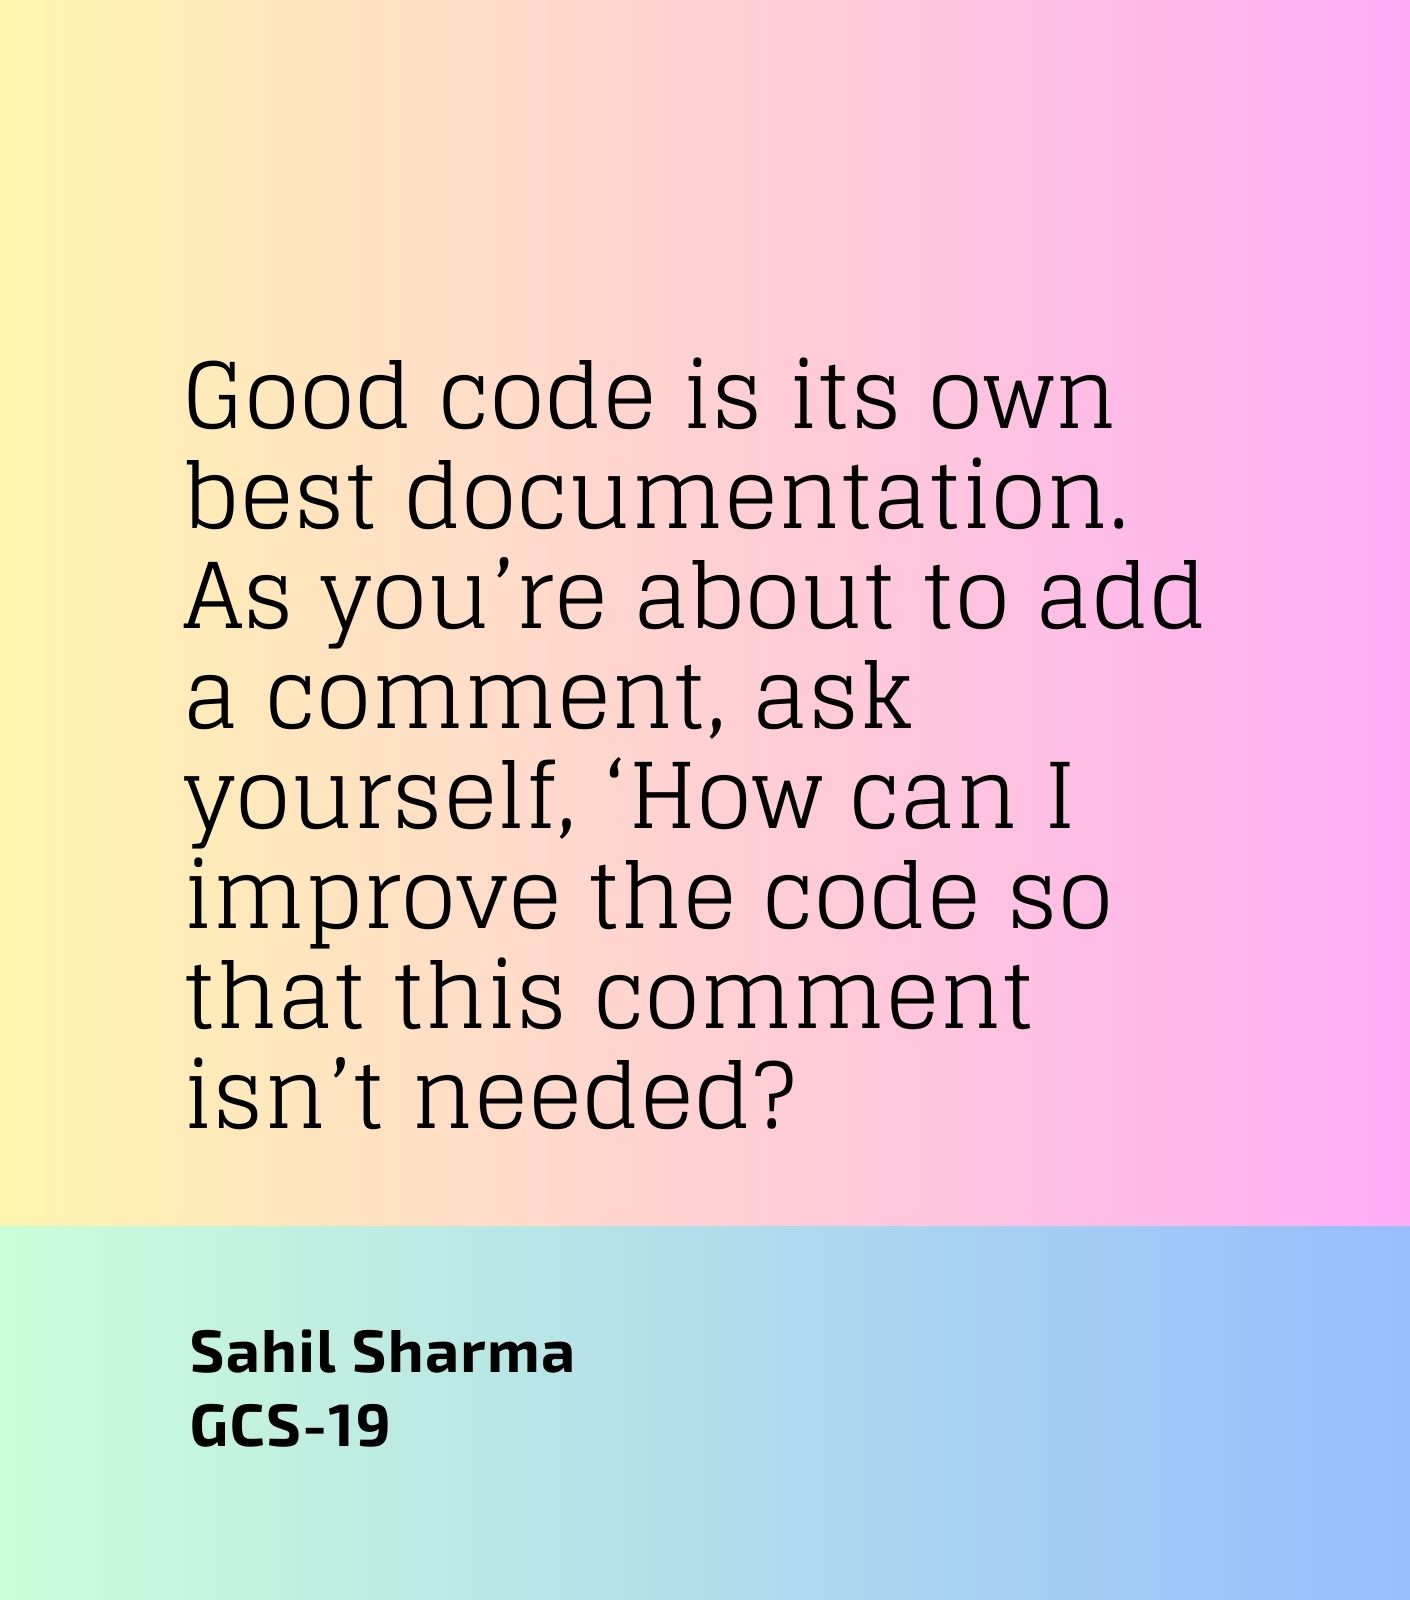 Good code is its own
best documentation.
As you’re about to add
a comment, ask
yourself, ‘How can I
improve the code so
that this comment
isn’t needed?
Sahil Sharma
GCS-19